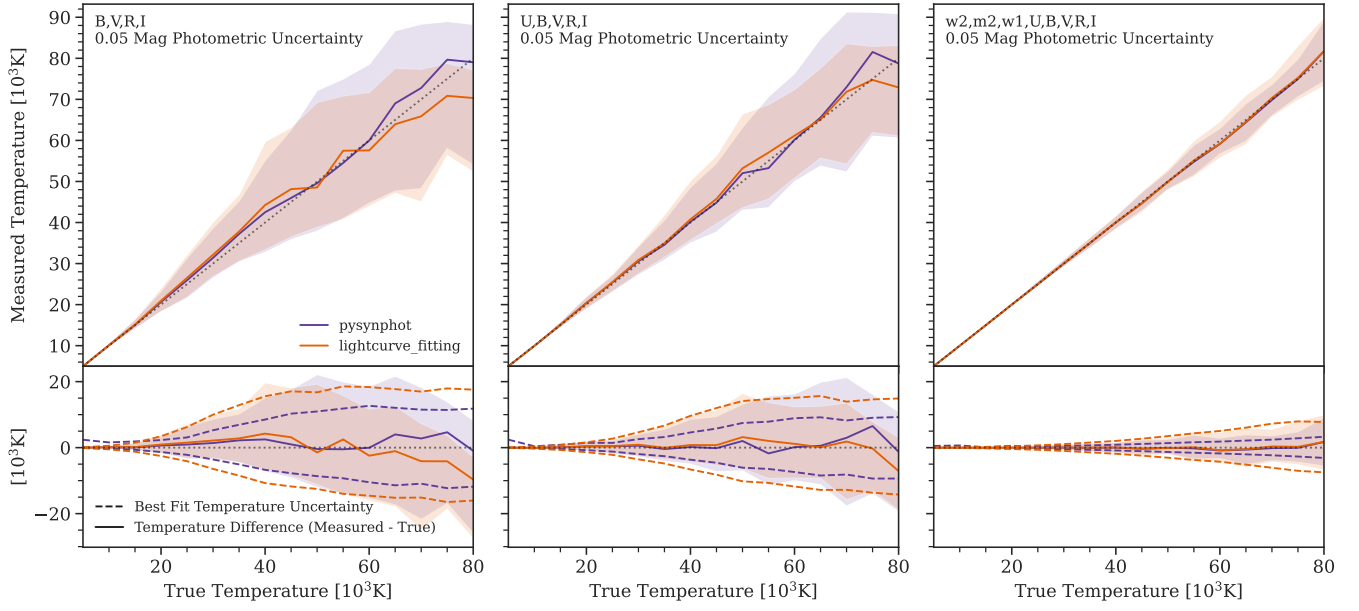 B,V,R,I
0.05 Mag Photometric Uncertainty
U,B,V,R,I
0.05 Mag Photometric Uncertainty
w2,m2,w1,U,B,V,R,I
0.05 Mag Photometric Uncertainty
Measured Temperature [10³K]
90
80
70
60
50
40
30
20
10
pysynphot
lightcurve_fitting
[10³K]
20
0
−20
Best Fit Temperature Uncertainty
Temperature Difference (Measured - True)
20 40 60 80
20 40 60 80
20 40 60 80
True Temperature [10³K]
True Temperature [10³K]
True Temperature [10³K]